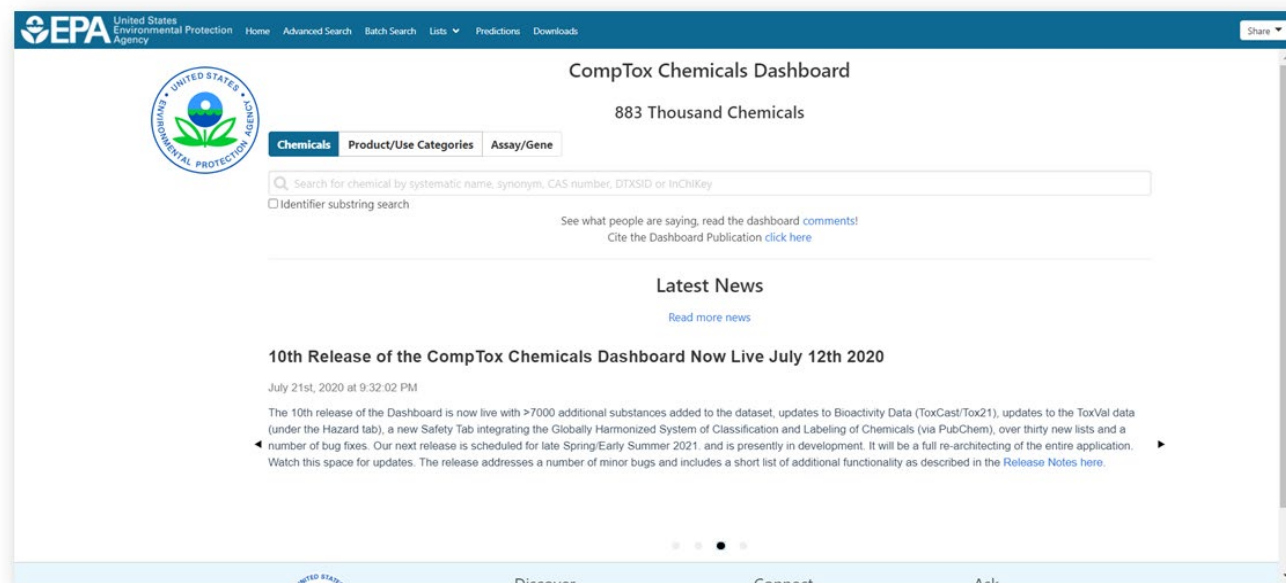 EPA United States
Environmental Protection
Agency
Home Advanced Search Batch Search Lists Predictions Downloads
Share
UNITED STATES
ENVIRONMENTAL PROTECTION AGENCY
CompTox Chemicals Dashboard
883 Thousand Chemicals
Chemicals Product/Use Categories Assay/Gene
Search for chemical by systematic name, synonym, CAS number, DTXSID or InChIKey
Identifier substring search
See what people are saying, read the dashboard comments!
Cite the Dashboard Publication click here
Latest News
Read more news
10th Release of the CompTox Chemicals Dashboard Now Live July 12th 2020
July 21st, 2020 at 9:32:02 PM
The 10th release of the Dashboard is now live with >7000 additional substances added to the dataset, updates to Bioactivity Data (ToxCast/Tox21), updates to the ToxVal data
(under the Hazard tab), a new Safety Tab integrating the Globally Harmonized System of Classification and Labeling of Chemicals (via PubChem), over thirty new lists and a
number of bug fixes. Our next release is scheduled for late Spring/Early Summer 2021. and is presently in development. It will be a full re-architecting of the entire application.
Watch this space for updates. The release addresses a number of minor bugs and includes a short list of additional functionality as described in the Release Notes here.
UNITED STATES
Discover Connect Ask